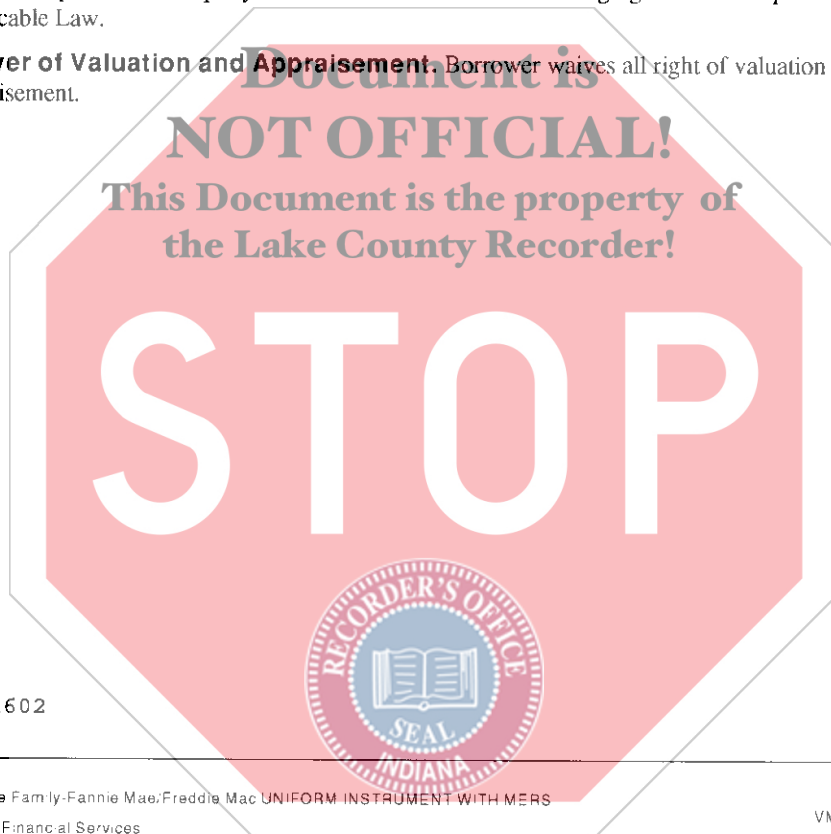 cable Law.
er of Valuation and Appraisement. Borrower waives all right of valuation
isement.
Document is
NOT OFFICIAL!
This Document is the property of
the Lake County Recorder!
STOP
RECORDER'S OFFICE
SEAL
INDIANA
602
e Family-Fannie Mae/Freddie Mac UNIFORM INSTRUMENT WITH MERS
VM
Financial Services